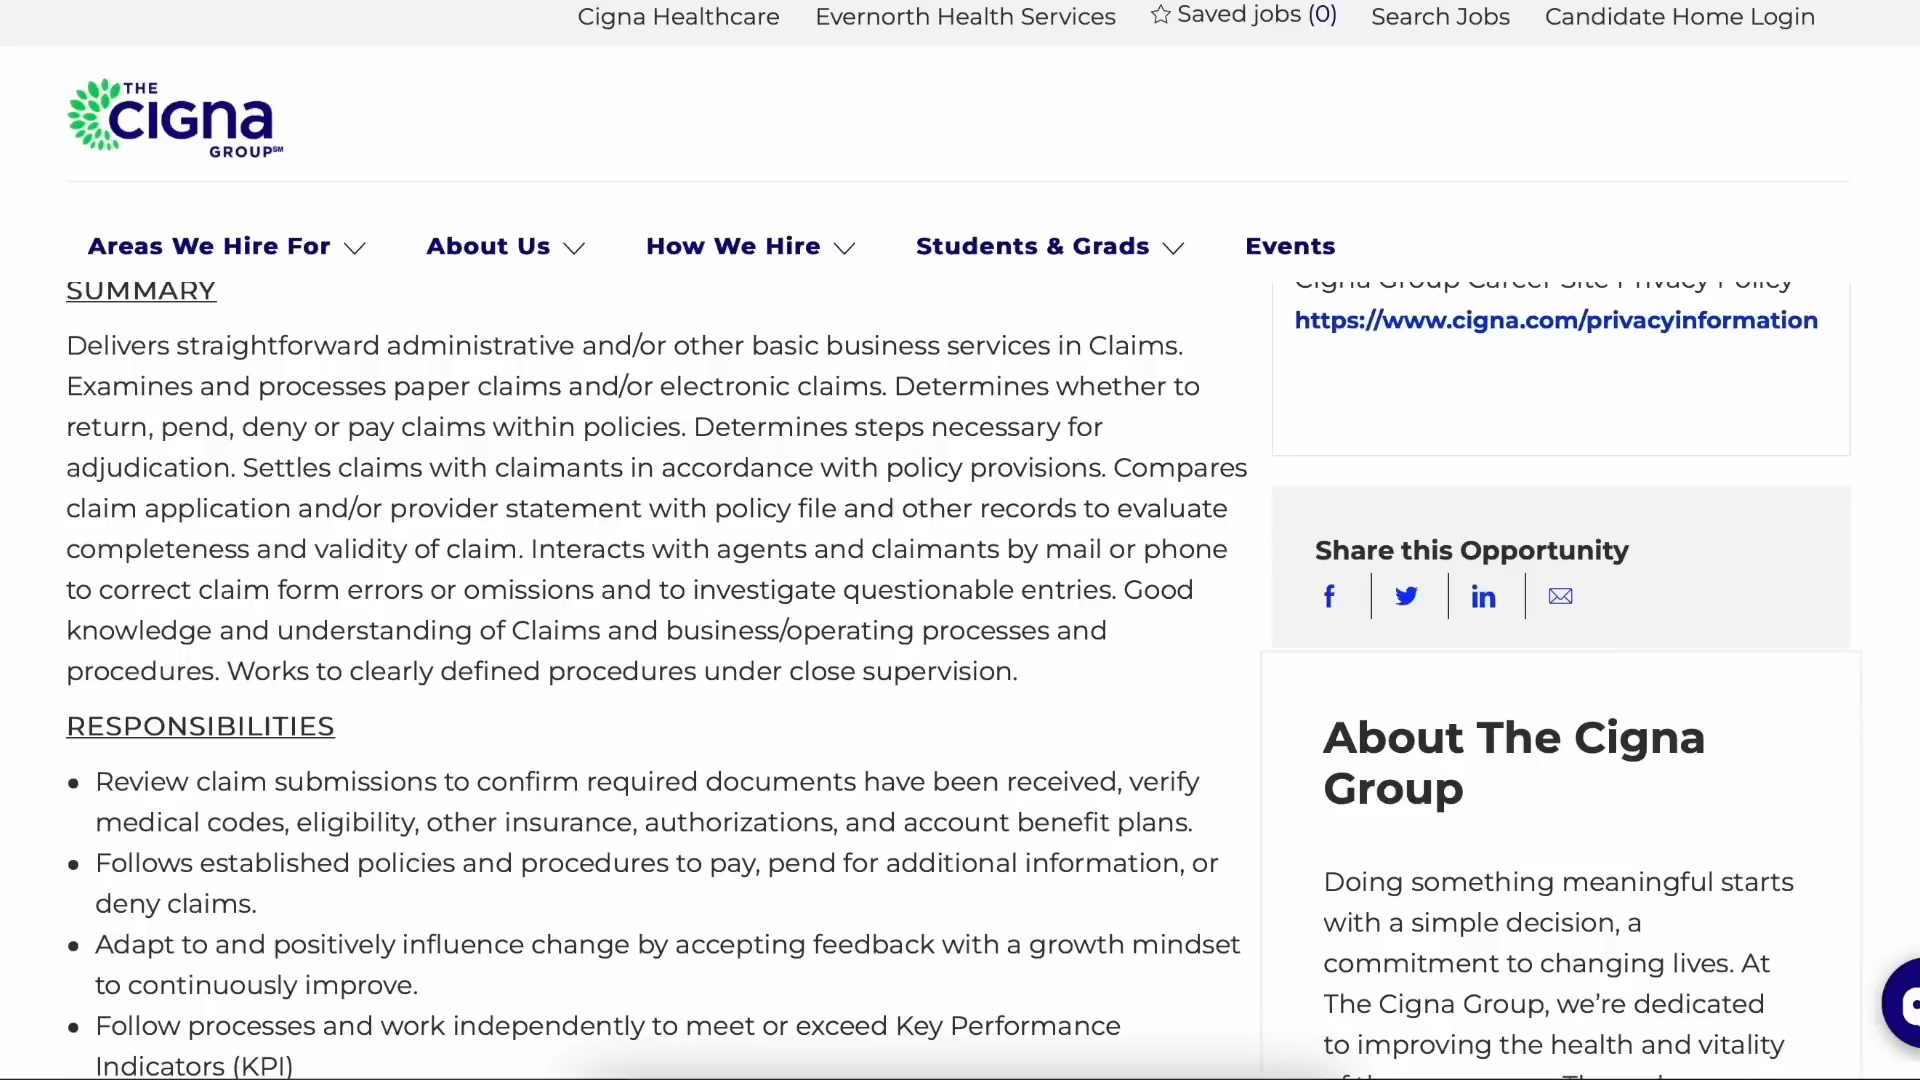 Cigna Healthcare Evernorth Health Services Saved jobs (0) Search Jobs Candidate Home Login
THE
cigna
GROUP℠
Areas We Hire For About Us How We Hire Students & Grads Events
SUMMARY
Delivers straightforward administrative and/or other basic business services in Claims.
Examines and processes paper claims and/or electronic claims. Determines whether to
return, pend, deny or pay claims within policies. Determines steps necessary for
adjudication. Settles claims with claimants in accordance with policy provisions. Compares
claim application and/or provider statement with policy file and other records to evaluate
completeness and validity of claim. Interacts with agents and claimants by mail or phone
to correct claim form errors or omissions and to investigate questionable entries. Good
knowledge and understanding of Claims and business/operating processes and
procedures. Works to clearly defined procedures under close supervision.
RESPONSIBILITIES
• Review claim submissions to confirm required documents have been received, verify
medical codes, eligibility, other insurance, authorizations, and account benefit plans.
• Follows established policies and procedures to pay, pend for additional information, or
deny claims.
• Adapt to and positively influence change by accepting feedback with a growth mindset
to continuously improve.
• Follow processes and work independently to meet or exceed Key Performance
Indicators (KPI)
Cigna Group Career Site Privacy Policy
https://www.cigna.com/privacyinformation
Share this Opportunity
About The Cigna
Group
Doing something meaningful starts
with a simple decision, a
commitment to changing lives. At
The Cigna Group, we're dedicated
to improving the health and vitality